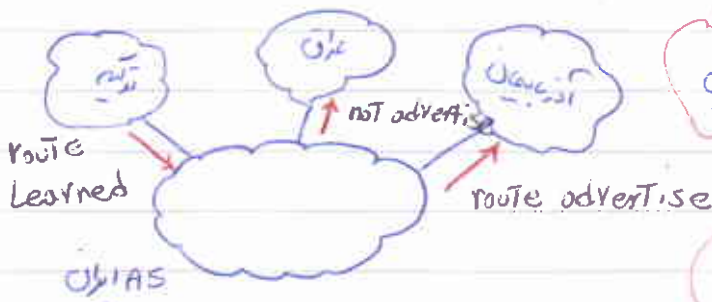 ترکیه
عراق
آذربایجان
not advertise
route
Learned
route advertise
AS ایران